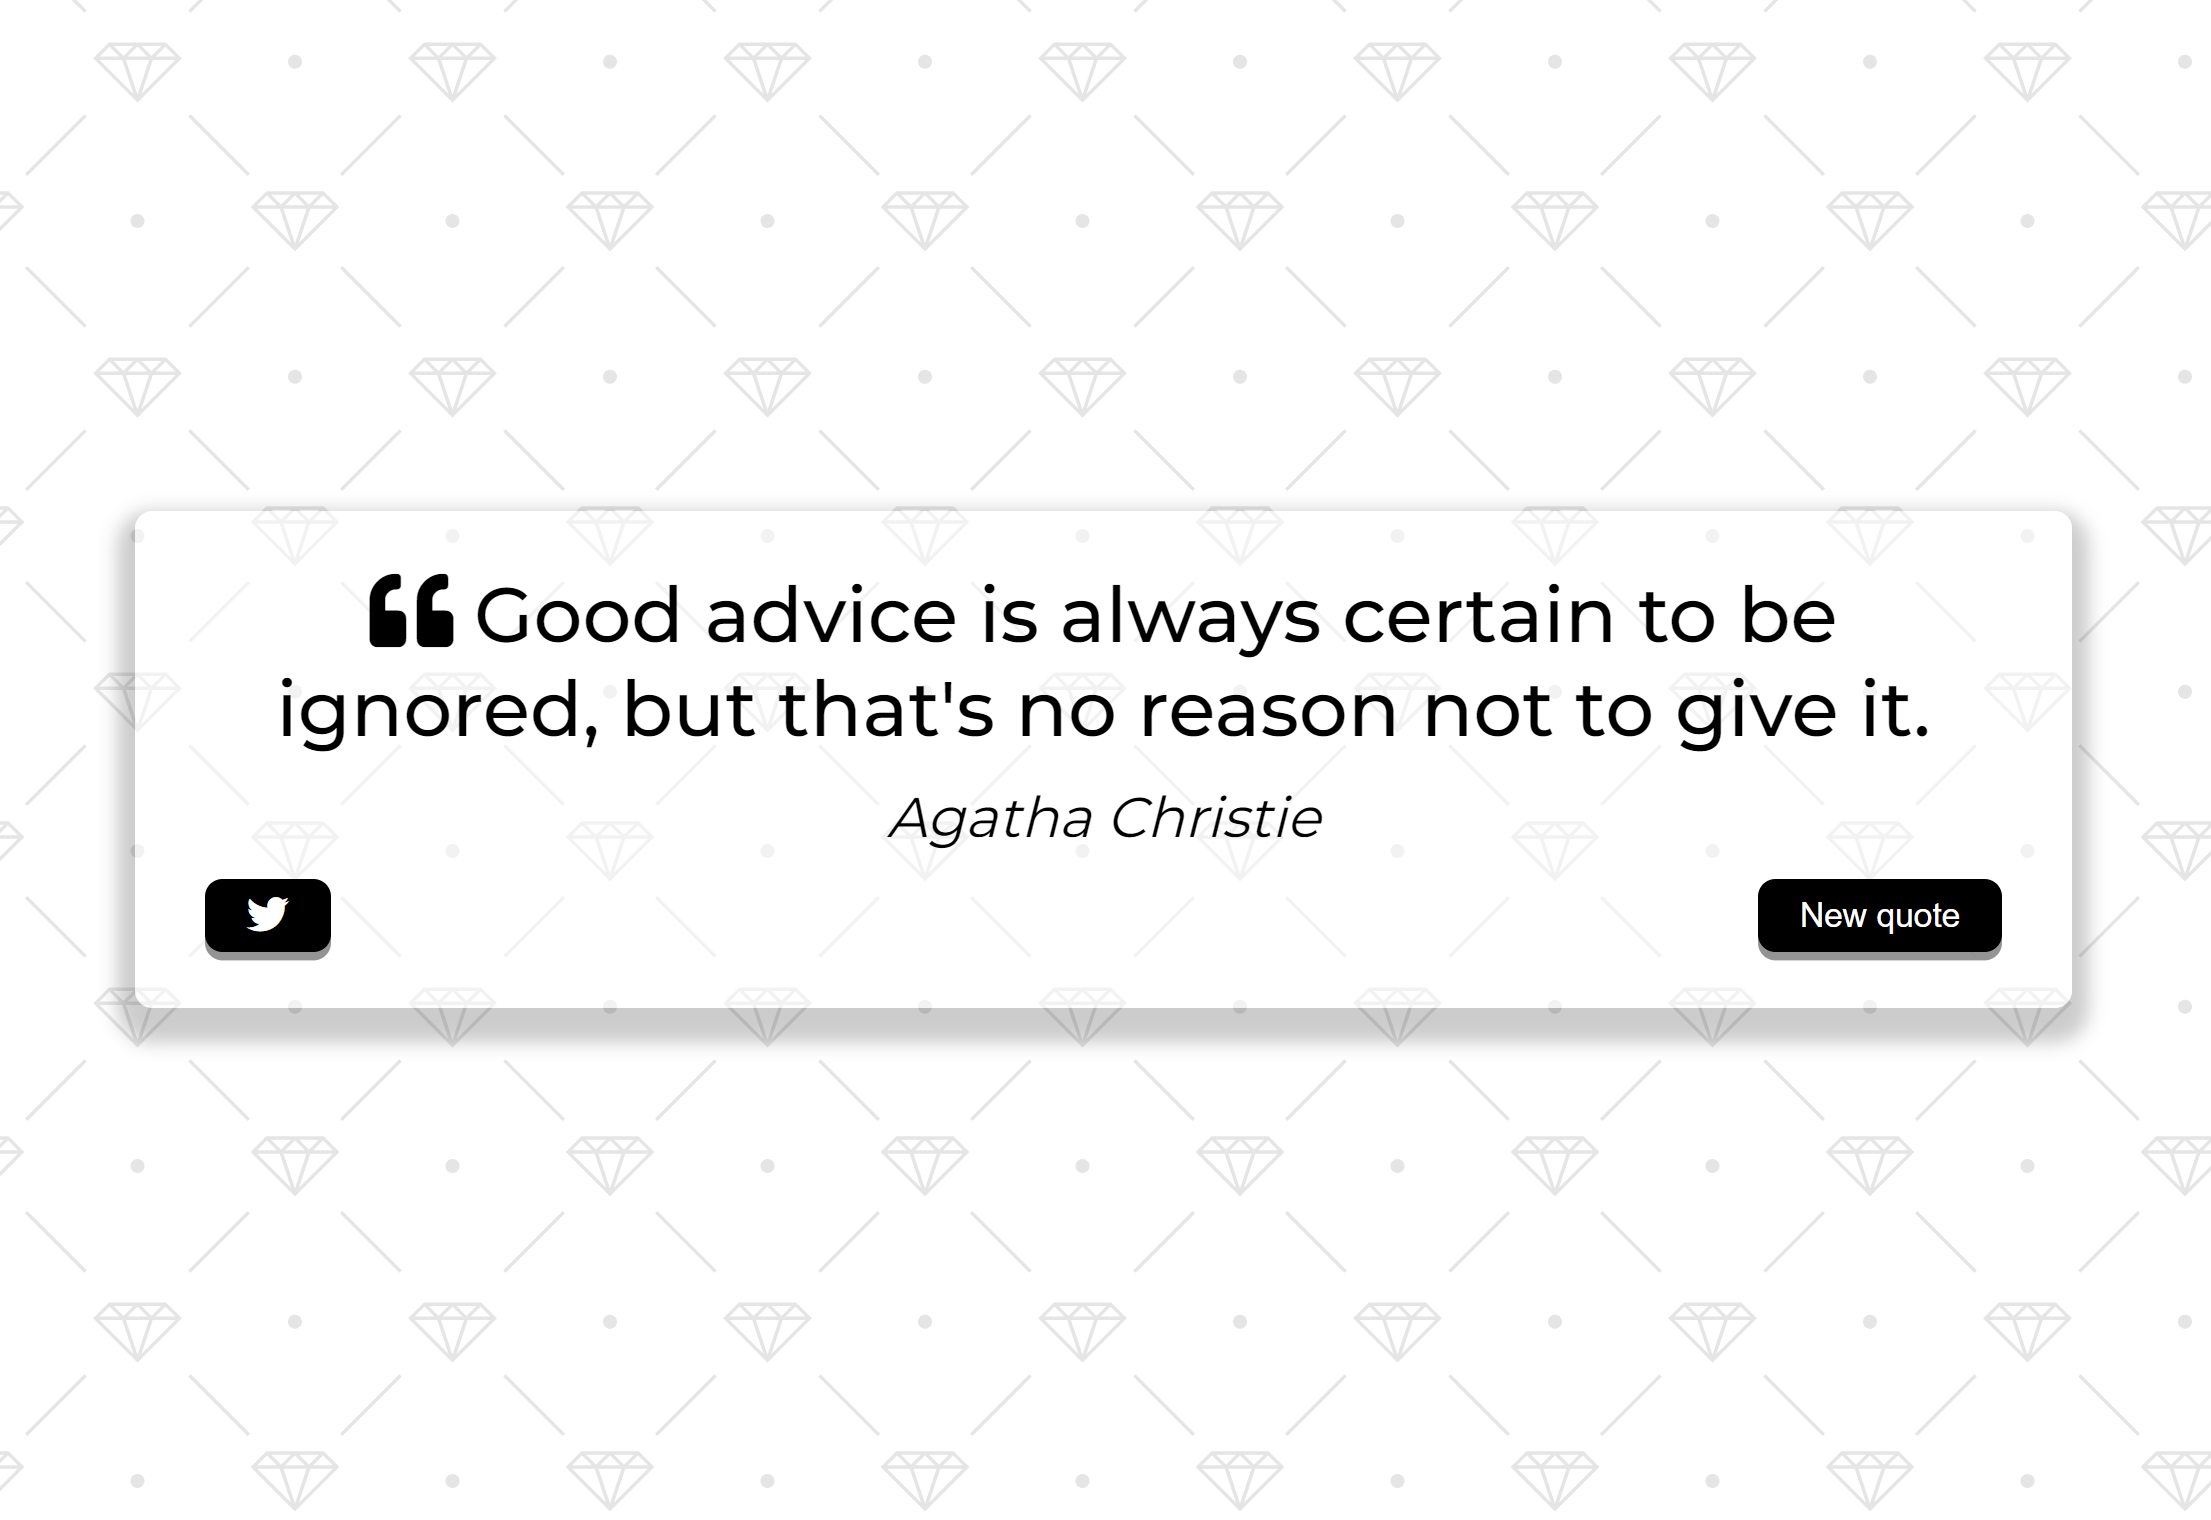 Good advice is always certain to be
ignored, but that's no reason not to give it.
Agatha Christie
New quote